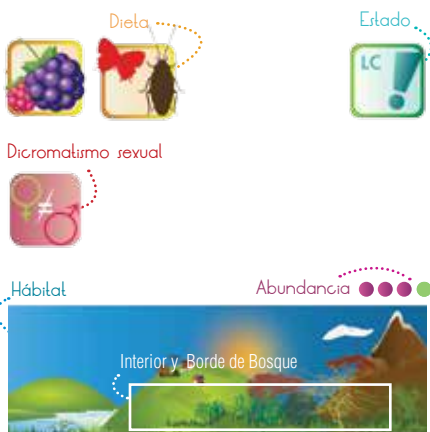 Dieta
Estado
LC
Dicromatismo sexual
Hábitat
Abundancia
Interior y Borde de Bosque